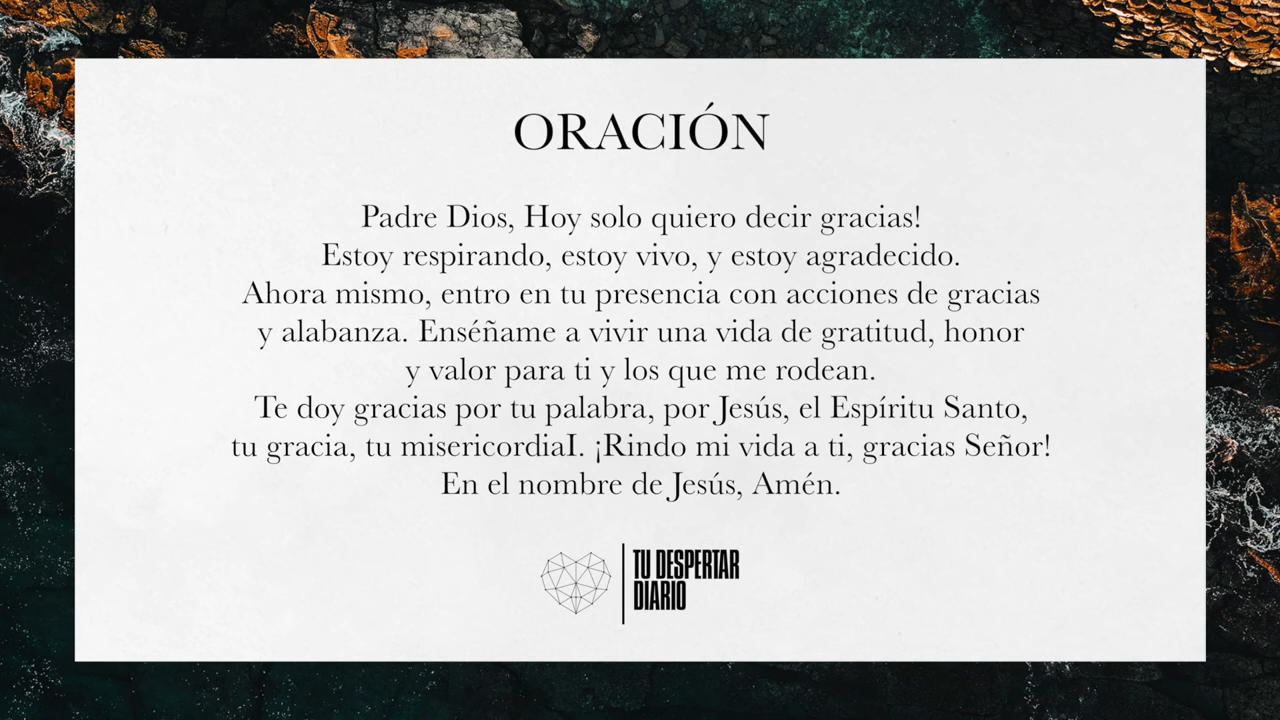 ORACIÓN
Padre Dios, Hoy solo quiero decir gracias!
Estoy respirando, estoy vivo, y estoy agradecido.
Ahora mismo, entro en tu presencia con acciones de gracias
y alabanza. Enséñame a vivir una vida de gratitud, honor
y valor para ti y los que me rodean.
Te doy gracias por tu palabra, por Jesús, el Espíritu Santo,
tu gracia, tu misericordiaI. ¡Rindo mi vida a ti, gracias Señor!
En el nombre de Jesús, Amén.
TU DESPERTAR
DIARIO